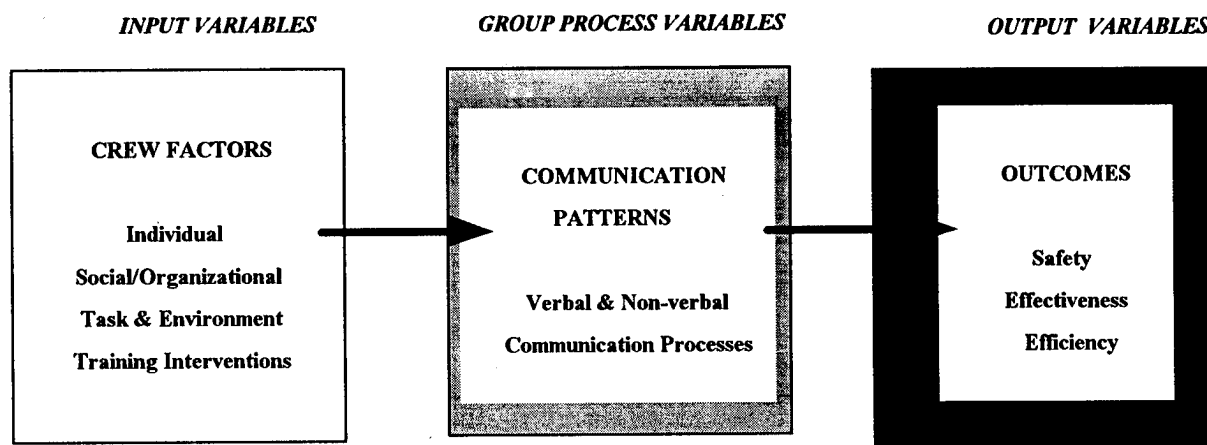 INPUT VARIABLES
GROUP PROCESS VARIABLES
OUTPUT VARIABLES
CREW FACTORS
Individual
Social/Organizational
Task & Environment
Training Interventions
COMMUNICATION
PATTERNS
Verbal & Non-verbal
Communication Processes
OUTCOMES
Safety
Effectiveness
Efficiency